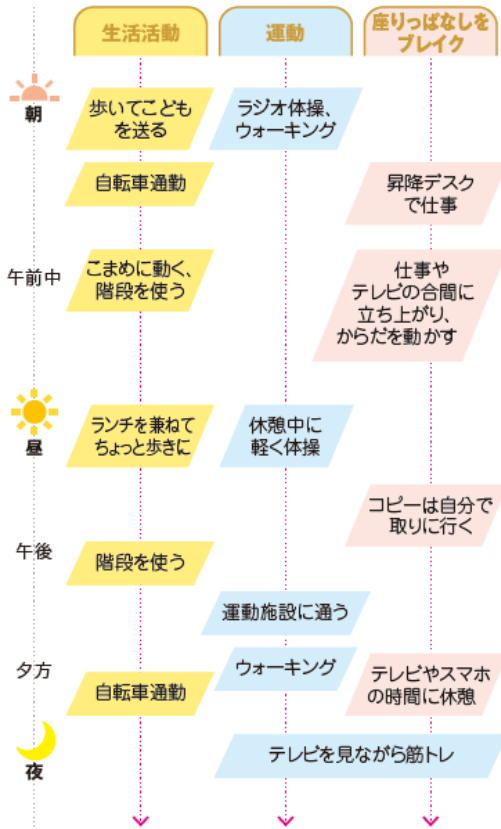 生活活動
運動
座りっぱなしを
ブレイク
朝
歩いてこども
を送る
ラジオ体操、
ウォーキング
自転車通勤
昇降デスク
で仕事
午前中
こまめに動く、
階段を使う
仕事や
テレビの合間に
立ち上がり、
からだを動かす
昼
ランチを兼ねて
ちょっと歩きに
休憩中に
軽く体操
コピーは自分で
取りに行く
午後
階段を使う
運動施設に通う
夕方
ウォーキング
自転車通勤
テレビやスマホ
の時間に休憩
夜
テレビを見ながら筋トレ